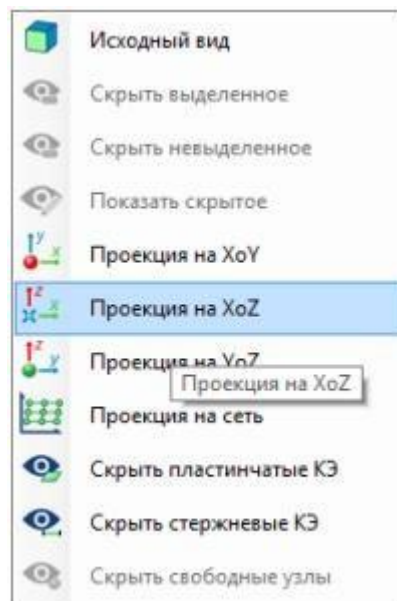 Исходный вид
Скрыть выделенное
Скрыть невыделенное
Показать скрытое
Проекция на XoY
Проекция на XoZ
Проекция на YoZ
Проекция на XoZ
Проекция на сеть
Скрыть пластинчатые КЭ
Скрыть стержневые КЭ
Скрыть свободные узлы